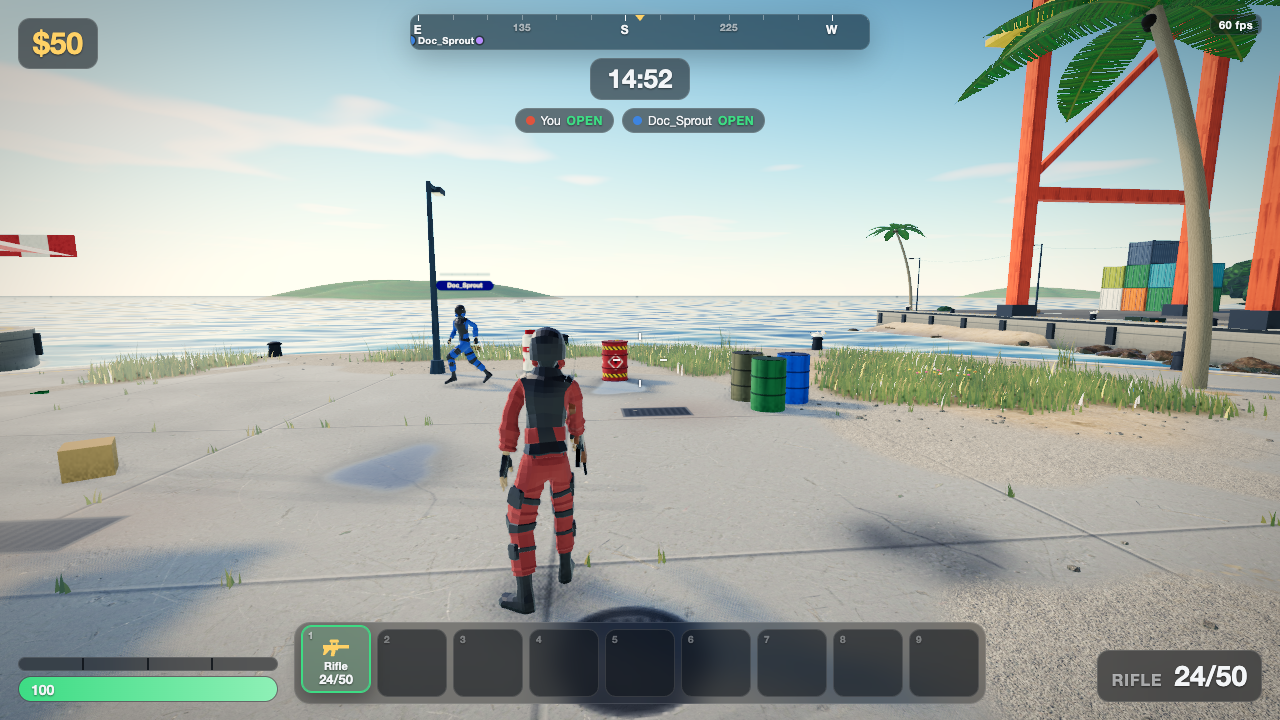 $50
E 135 S 225 W
Doc_Sprout
60 fps
14:52
You OPEN
Doc_Sprout OPEN
Doc_Sprout
100
1 2 3 4 5 6 7 8 9
Rifle
24/50
RIFLE 24/50